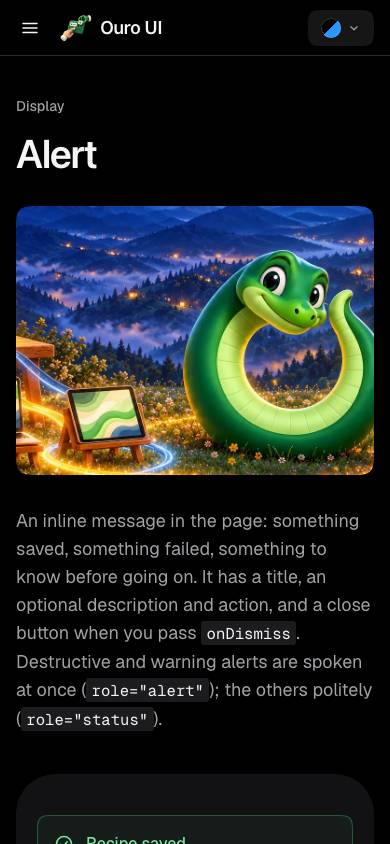 Ouro UI
Display
Alert
An inline message in the page: something
saved, something failed, something to
know before going on. It has a title, an
optional description and action, and a close
button when you pass onDismiss.
Destructive and warning alerts are spoken
at once (role="alert"); the others politely
(role="status").
Recipe saved